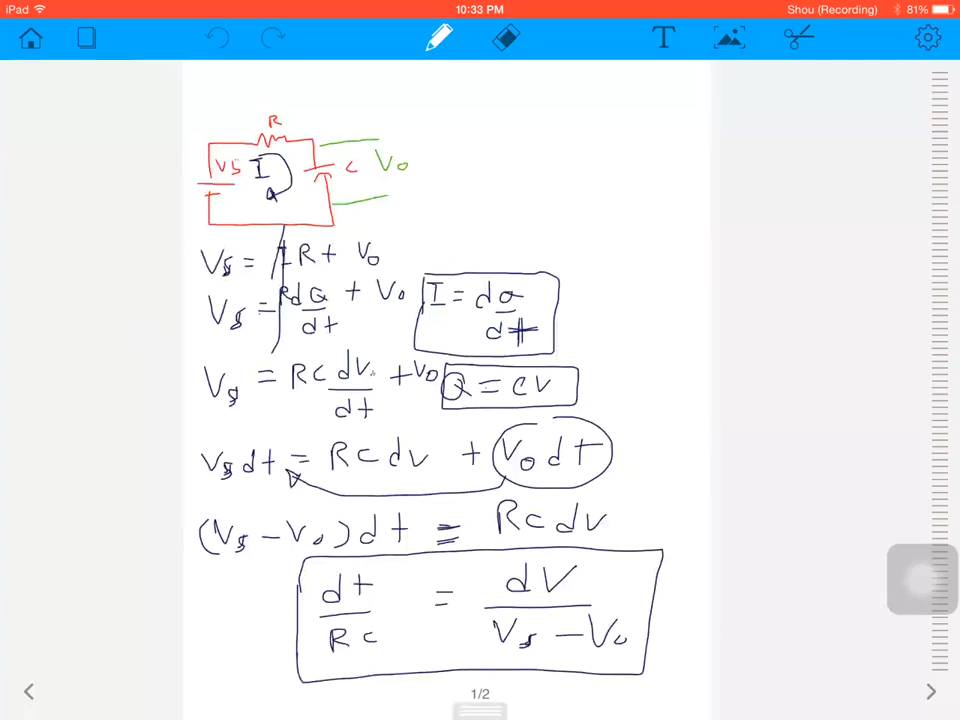 iPad 10:33 PM Shou (Recording) 81%
T
R
VS I C Vo
Vs = IR + Vo
Vs = R dQ/dt + Vo I = dQ/dt
Vs = RC dVo/dt + Vo Q = CV
Vs dt = RC dv + Vo dt
(Vs - Vo) dt = RC dv
dt/RC = dV/(Vs - Vo)
1/2